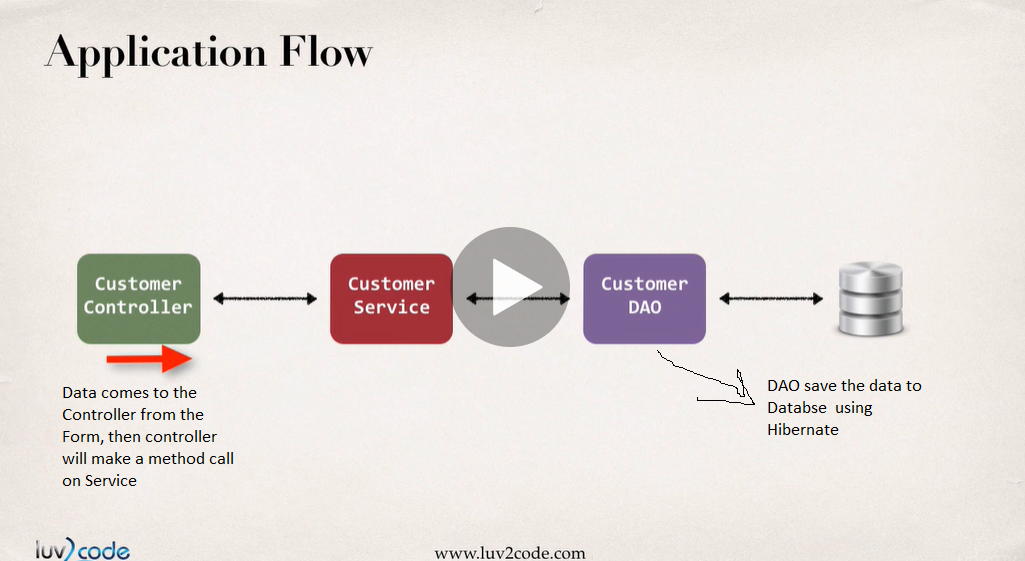 Application Flow
Customer
Controller
Customer
Service
Customer
DAO
Data comes to the
Controller from the
Form, then controller
will make a method call
on Service
DAO save the data to
Databse using
Hibernate
luv2code
www.luv2code.com